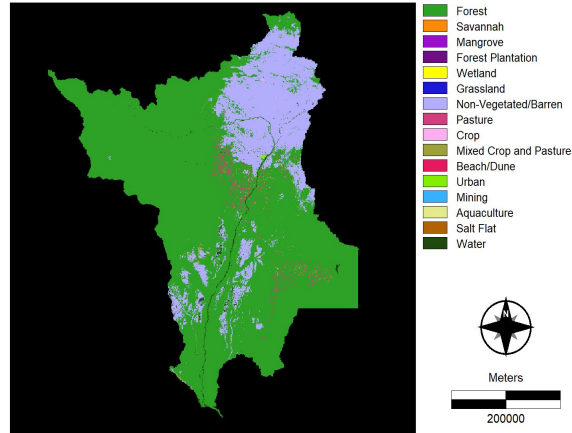 Forest
Savannah
Mangrove
Forest Plantation
Wetland
Grassland
Non-Vegetated/Barren
Pasture
Crop
Mixed Crop and Pasture
Beach/Dune
Urban
Mining
Aquaculture
Salt Flat
Water
N
Meters
200000